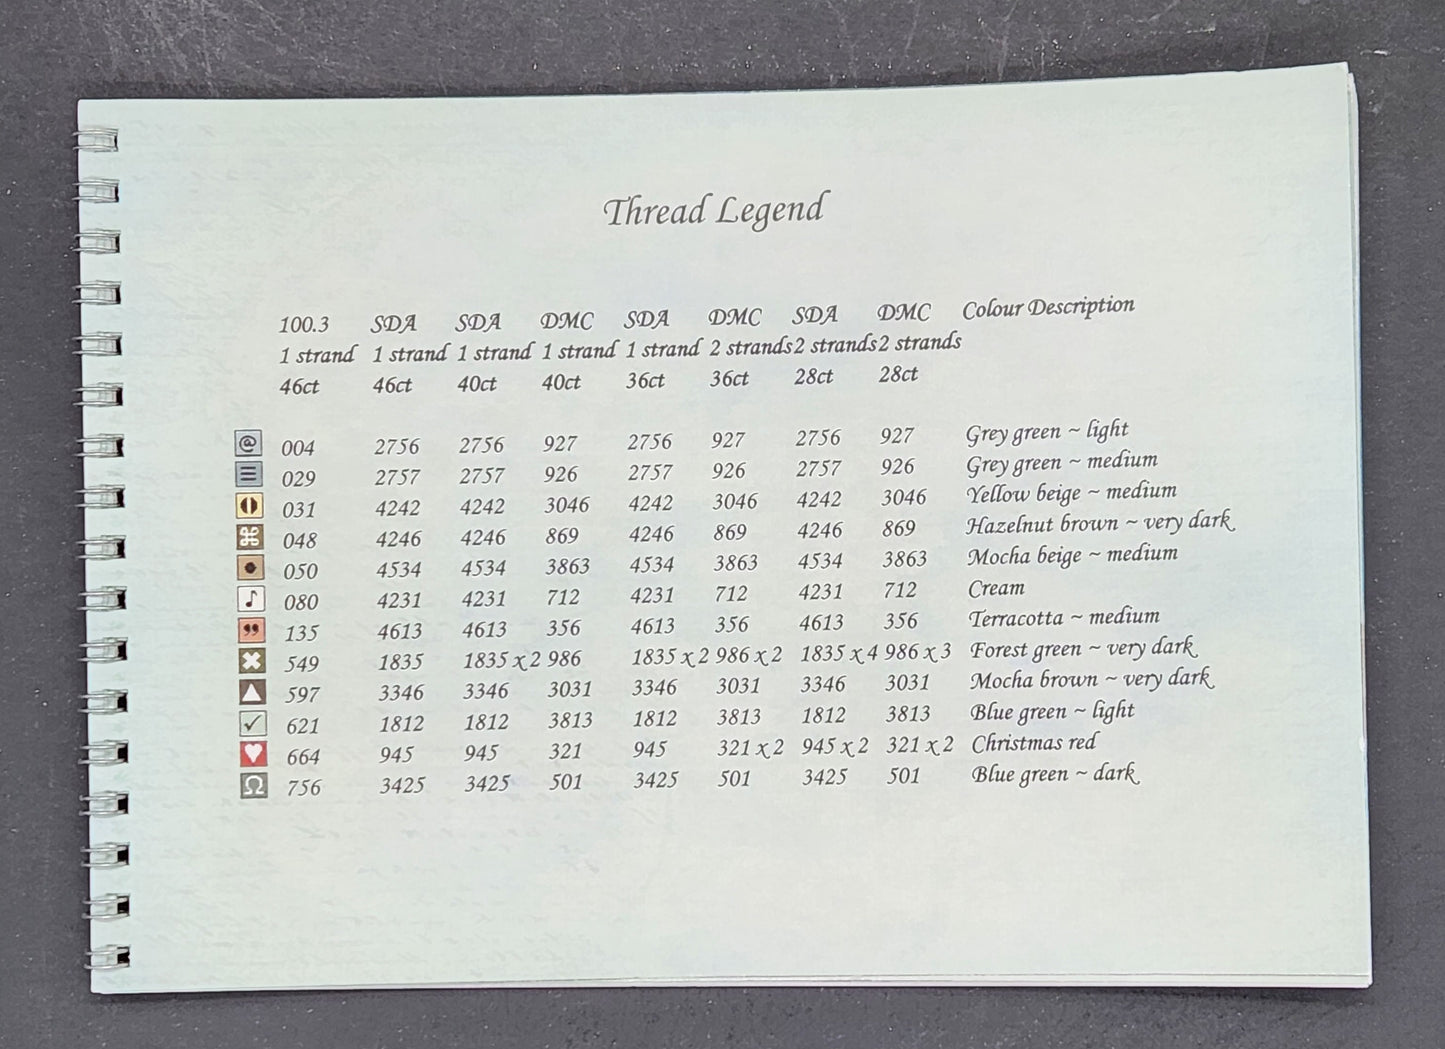 Thread Legend
100.3 SDA SDA DMC SDA DMC SDA DMC Colour Description
1 strand 1 strand 1 strand 1 strand 1 strand 2 strands 2 strands 2 strands
46ct 46ct 40ct 40ct 36ct 36ct 28ct 28ct
@ 004 2756 2756 927 2756 927 2756 927 Grey green ~ light
029 2757 2757 926 2757 926 2757 926 Grey green ~ medium
031 4242 4242 3046 4242 3046 4242 3046 Yellow beige ~ medium
⌘ 048 4246 4246 869 4246 869 4246 869 Hazelnut brown ~ very dark
050 4534 4534 3863 4534 3863 4534 3863 Mocha beige ~ medium
♪ 080 4231 4231 712 4231 712 4231 712 Cream
” 135 4613 4613 356 4613 356 4613 356 Terracotta ~ medium
549 1835 1835 x 2 986 1835 x 2 986 x 2 1835 x 4 986 x 3 Forest green ~ very dark
597 3346 3346 3031 3346 3031 3346 3031 Mocha brown ~ very dark
✓ 621 1812 1812 3813 1812 3813 1812 3813 Blue green ~ light
♥ 664 945 945 321 945 321 x 2 945 x 2 321 x 2 Christmas red
Ω 756 3425 3425 501 3425 501 3425 501 Blue green ~ dark